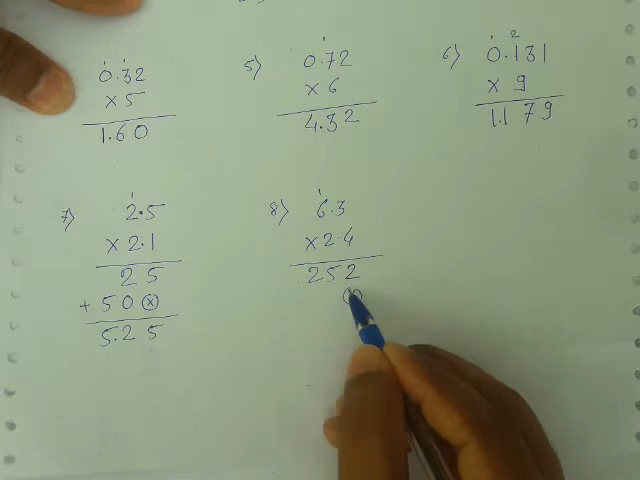 0.32
x 5
1.60
5) 0.72
x 6
4.32
6) 0.131
x 9
1.179
7) 2.5
x 2.1
25
+ 50 ⓧ
5.25
8) 6.3
x 2.4
252